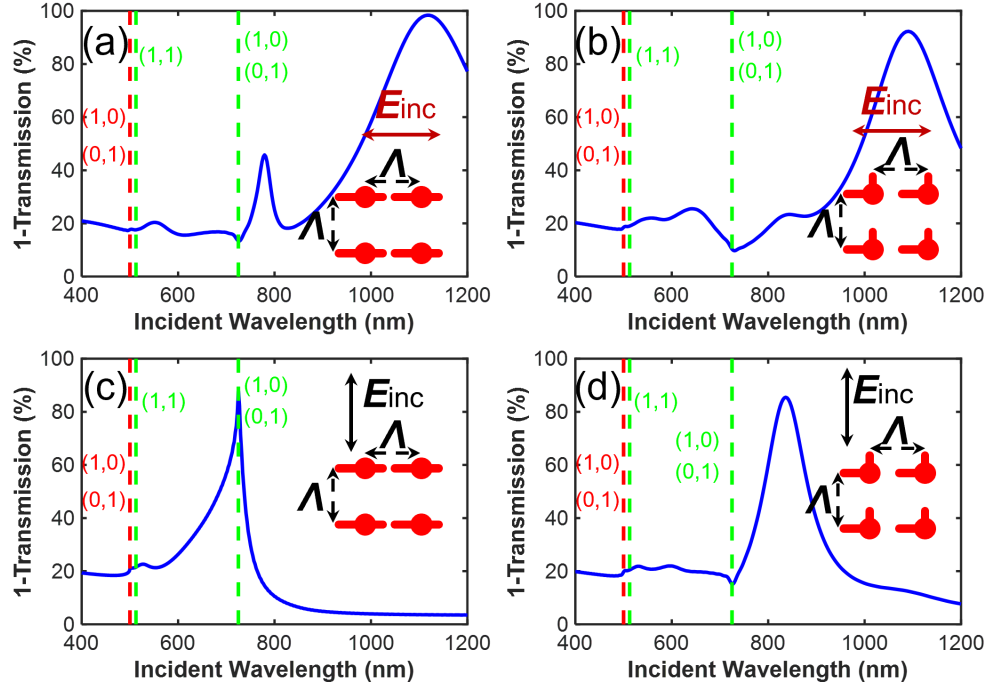 (a)
100
80
60
40
20
0
1-Transmission (%)
(1,1)
(1,0)
(0,1)
(1,0)
(0,1)
Einc
Λ
Λ
400 600 800 1000 1200
Incident Wavelength (nm)
(b)
100
80
60
40
20
0
1-Transmission (%)
(1,1)
(1,0)
(0,1)
(1,0)
(0,1)
Einc
Λ
Λ
400 600 800 1000 1200
Incident Wavelength (nm)
(c)
100
80
60
40
20
0
1-Transmission (%)
(1,1)
(1,0)
(0,1)
(1,0)
(0,1)
Einc
Λ
Λ
400 600 800 1000 1200
Incident Wavelength (nm)
(d)
100
80
60
40
20
0
1-Transmission (%)
(1,1)
(1,0)
(0,1)
(1,0)
(0,1)
Einc
Λ
Λ
400 600 800 1000 1200
Incident Wavelength (nm)